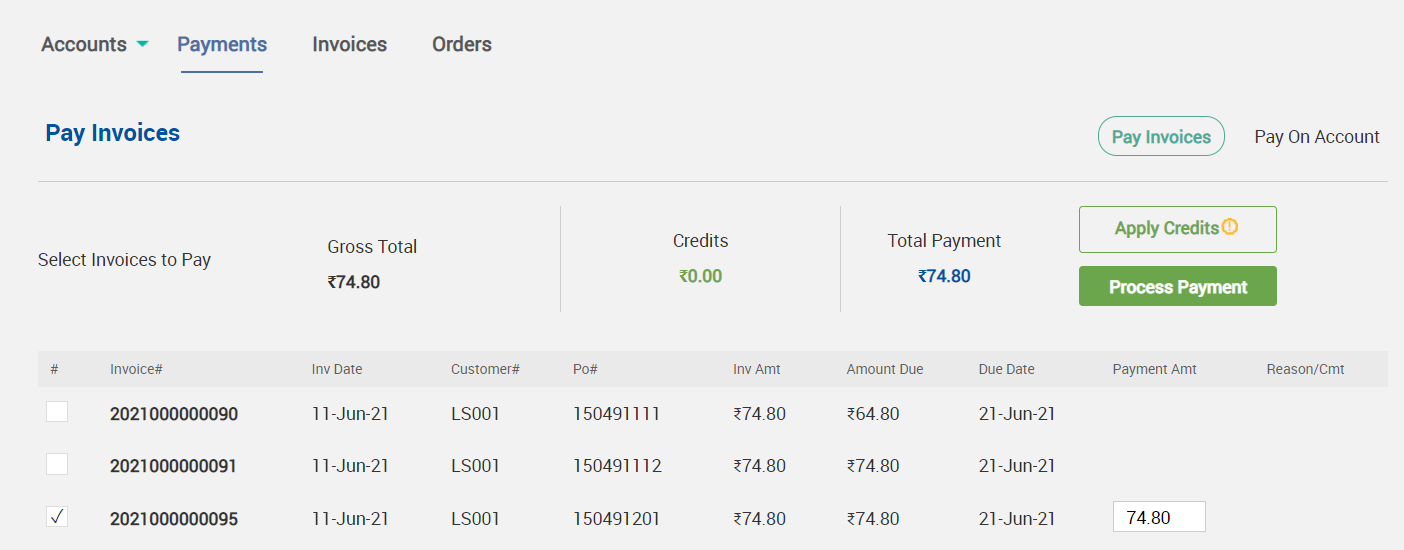 Accounts Payments Invoices Orders
Pay Invoices
Pay Invoices Pay On Account
Select Invoices to Pay
Gross Total
₹74.80
Credits
₹0.00
Total Payment
₹74.80
Apply Credits
Process Payment
# Invoice# Inv Date Customer# Po# Inv Amt Amount Due Due Date Payment Amt Reason/Cmt
2021000000090 11-Jun-21 LS001 150491111 ₹74.80 ₹64.80 21-Jun-21
2021000000091 11-Jun-21 LS001 150491112 ₹74.80 ₹74.80 21-Jun-21
2021000000095 11-Jun-21 LS001 150491201 ₹74.80 ₹74.80 21-Jun-21 74.80